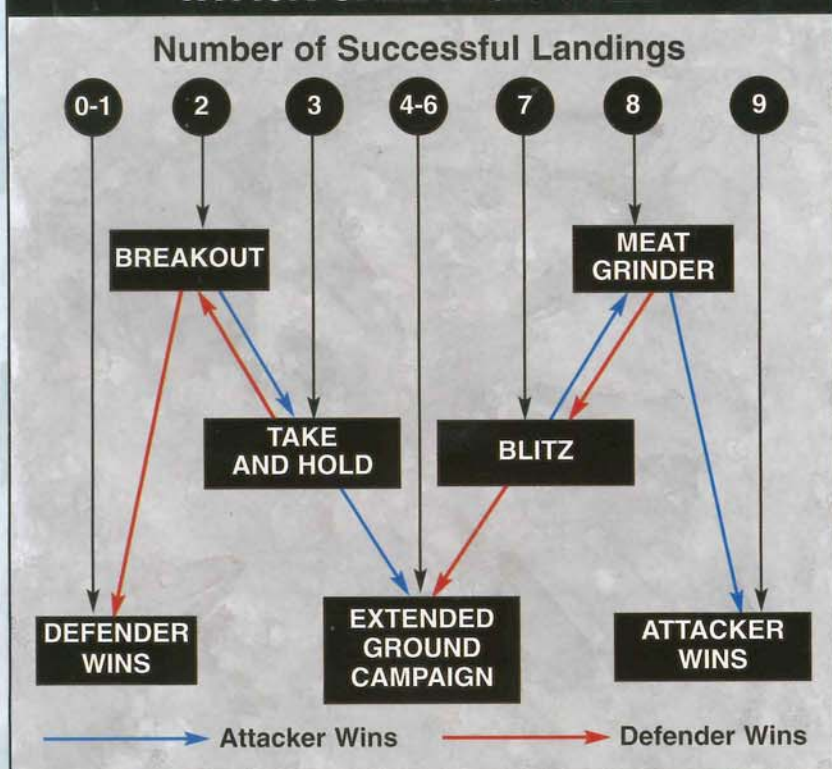 Number of Successful Landings
0-1 2 3 4-6 7 8 9
BREAKOUT
MEAT
GRINDER
TAKE
AND HOLD
BLITZ
DEFENDER
WINS
EXTENDED
GROUND
CAMPAIGN
ATTACKER
WINS
Attacker Wins
Defender Wins